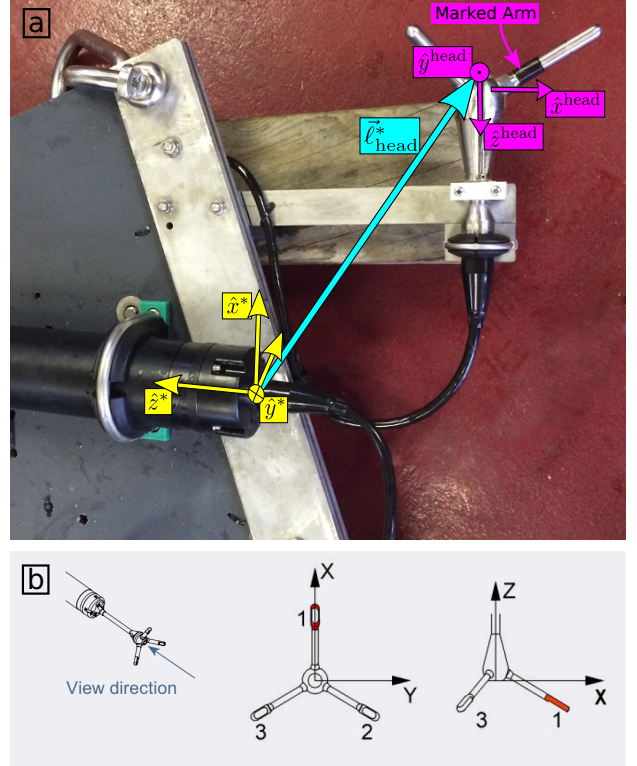 a
Marked Arm
ŷ^head
x̂^head
ẑ^head
ℓ⃗*_head
x̂*
ẑ*
ŷ*
b
View direction
X
1
Y
3
2
Z
X
3
1